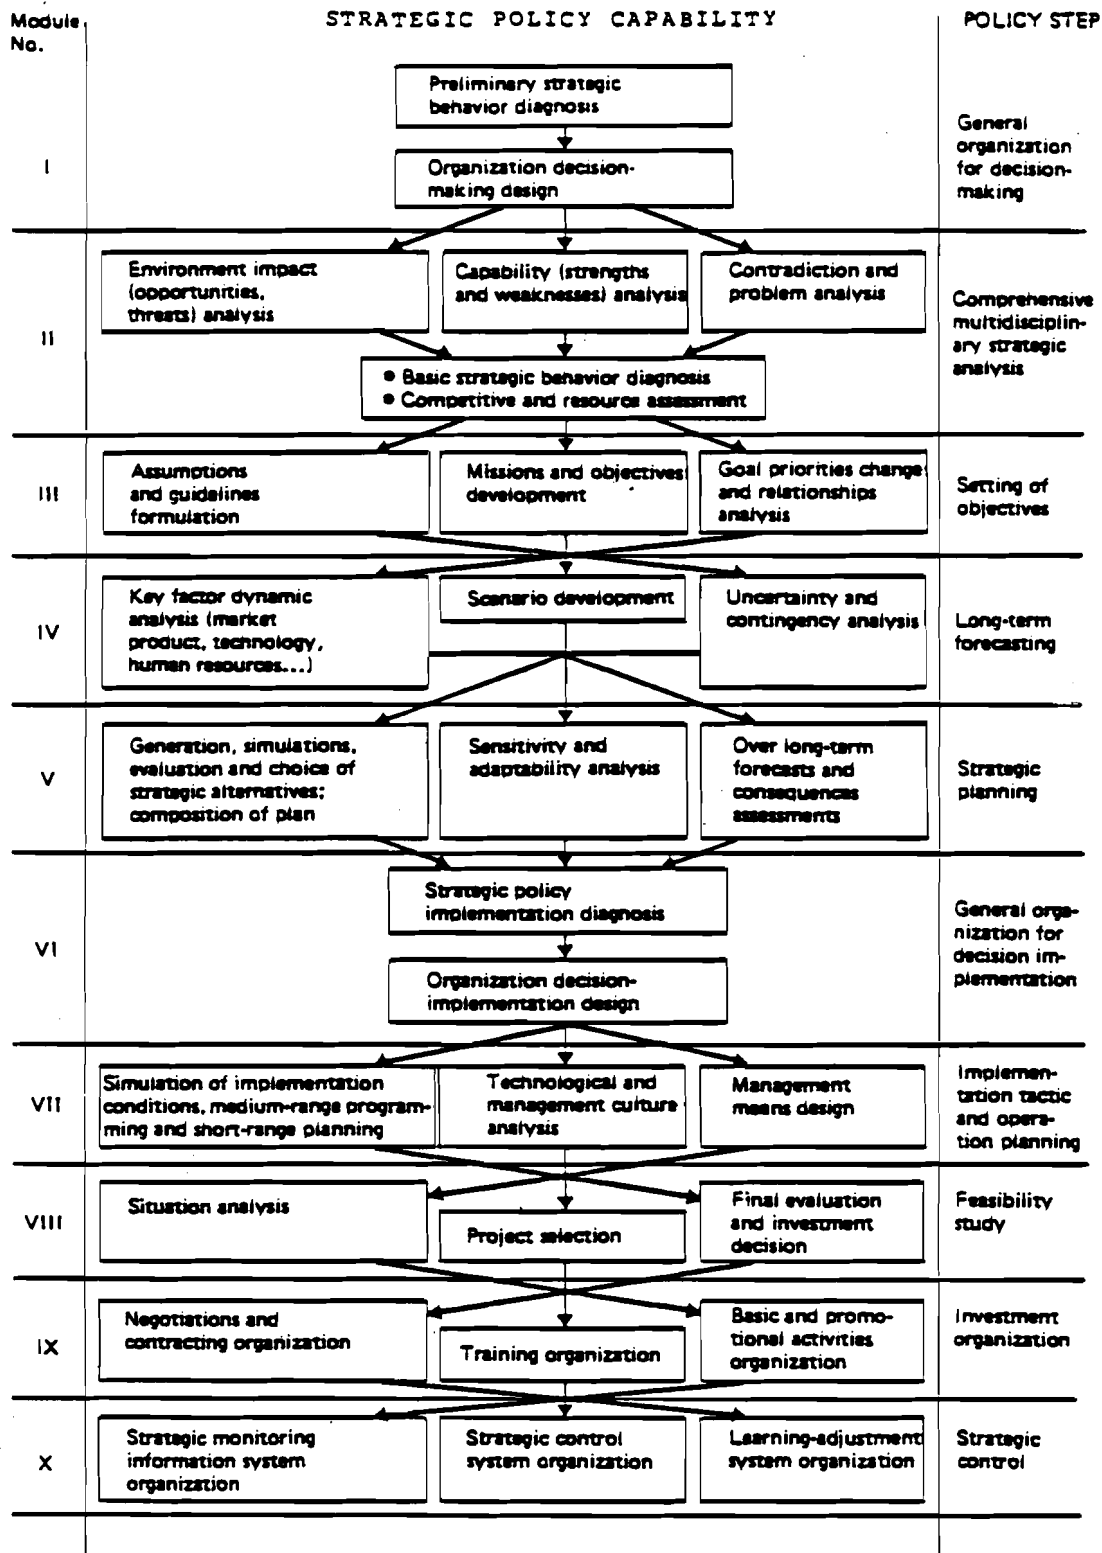 Module No.
STRATEGIC POLICY CAPABILITY
POLICY STEP
I
Preliminary strategic
behavior diagnosis
Organization decision-
making design
General
organization
for decision-
making
II
Environment impact
(opportunities,
threats) analysis
Capability (strengths
and weaknesses) analysis
Contradiction and
problem analysis
• Basic strategic behavior diagnosis
• Competitive and resource assessment
Comprehensive
multidisciplin-
ary strategic
analysis
III
Assumptions
and guidelines
formulation
Missions and objectives
development
Goal priorities change
and relationships
analysis
Setting of
objectives
IV
Key factor dynamic
analysis (market
product, technology,
human resources...)
Scenario development
Uncertainty and
contingency analysis
Long-term
forecasting
V
Generation, simulations,
evaluation and choice of
strategic alternatives;
composition of plan
Sensitivity and
adaptability analysis
Over long-term
forecasts and
consequences
assessments
Strategic
planning
VI
Strategic policy
implementation diagnosis
Organization decision-
implementation design
General orga-
nization for
decision im-
plementation
VII
Simulation of implementation
conditions, medium-range program-
ming and short-range planning
Technological and
management culture
analysis
Management
means design
Implemen-
tation tactic
and opera-
tion planning
VIII
Situation analysis
Project selection
Final evaluation
and investment
decision
Feasibility
study
IX
Negotiations and
contracting organization
Training organization
Basic and promo-
tional activities
organization
Investment
organization
X
Strategic monitoring
information system
organization
Strategic control
system organization
Learning-adjustment
system organization
Strategic
control